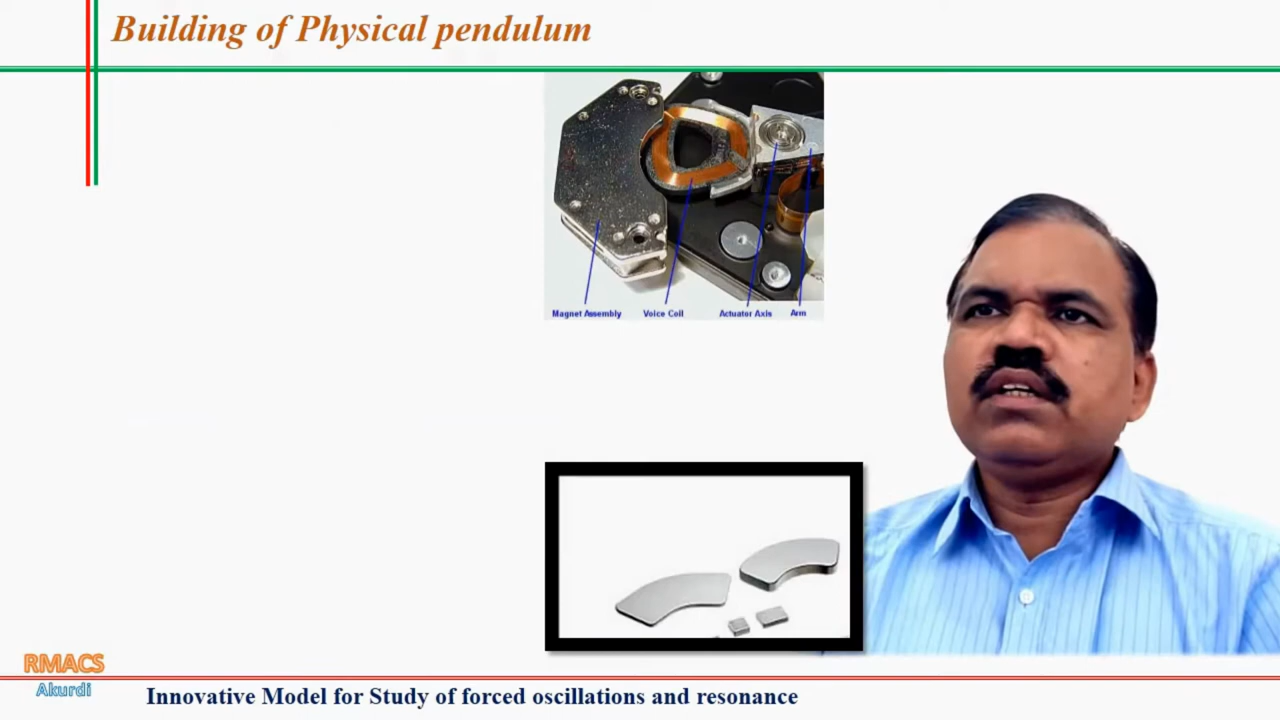 Building of Physical pendulum
Magnet Assembly Voice Coil Actuator Axis Arm
RMACS
Akurdi
Innovative Model for Study of forced oscillations and resonance